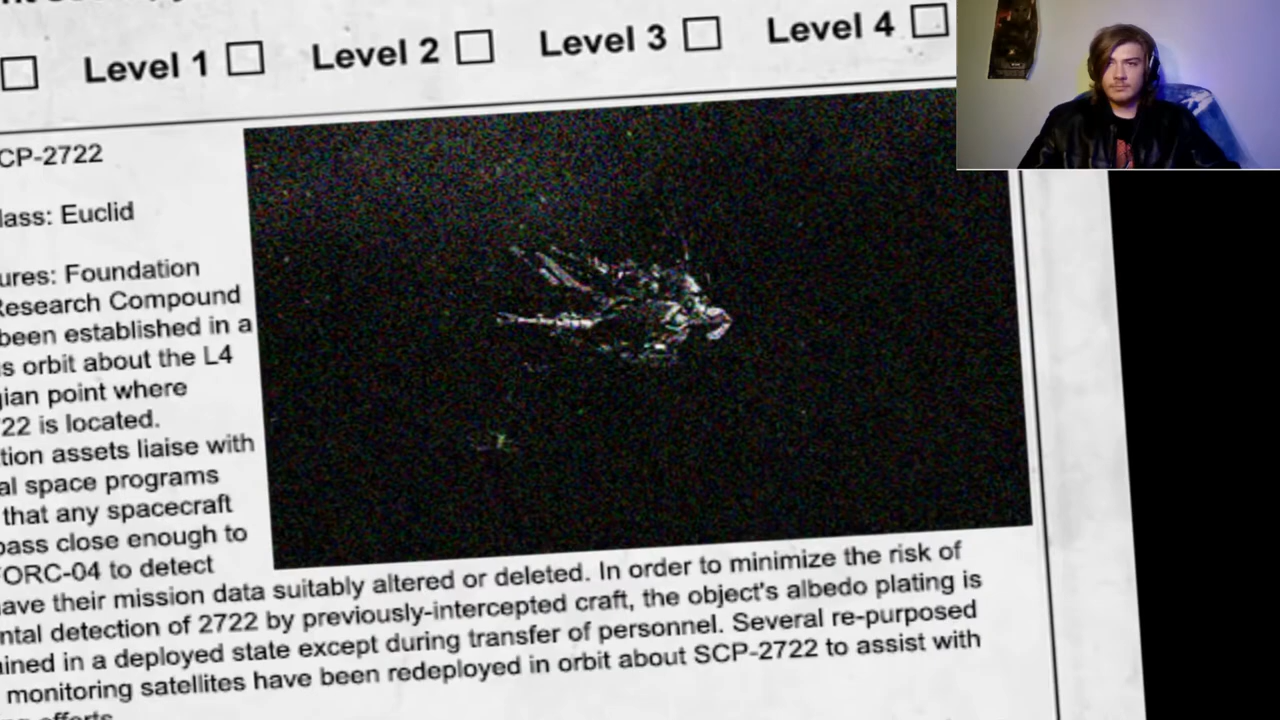 Level 1 Level 2 Level 3 Level 4
CP-2722
lass: Euclid
ures: Foundation
Research Compound
been established in a
s orbit about the L4
gian point where
22 is located.
tion assets liaise with
al space programs
that any spacecraft
pass close enough to
FORC-04 to detect
ave their mission data suitably altered or deleted. In order to minimize the risk of
ntal detection of 2722 by previously-intercepted craft, the object's albedo plating is
ined in a deployed state except during transfer of personnel. Several re-purposed
monitoring satellites have been redeployed in orbit about SCP-2722 to assist with
efforts.